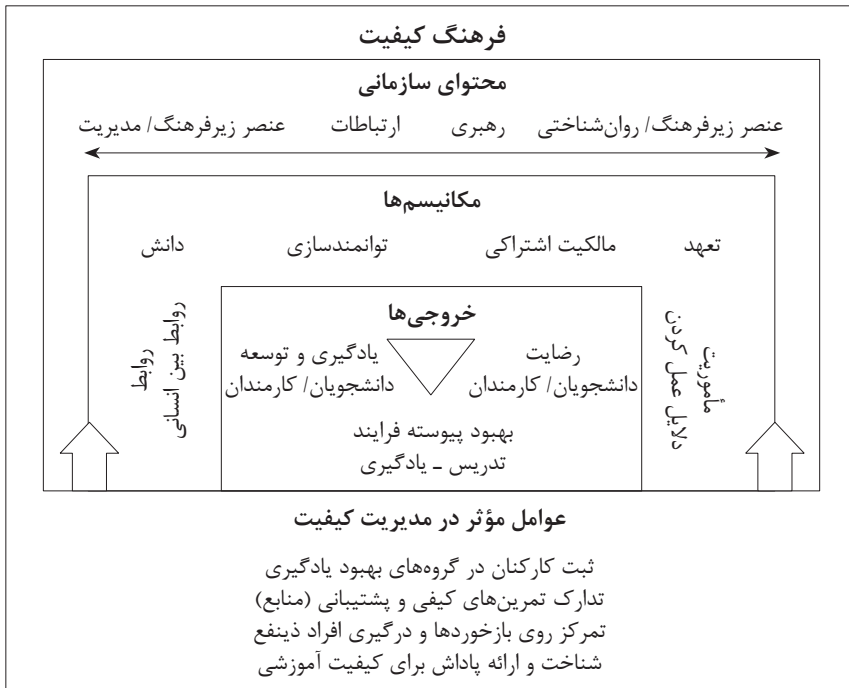 فرهنگ کیفیت
محتوای سازمانی
عنصر زیرفرهنگ/ روان‌شناختی رهبری ارتباطات عنصر زیرفرهنگ/ مدیریت
مکانیسم‌ها
تعهد مالکیت اشتراکی توانمندسازی دانش
مأموریت
دلایل عمل کردن
خروجی‌ها
رضایت
دانشجویان/ کارمندان
یادگیری و توسعه
دانشجویان/ کارمندان
بهبود پیوسته فرایند
تدریس ـ یادگیری
روابط
روابط بین انسانی
عوامل مؤثر در مدیریت کیفیت
ثبت کارکنان در گروه‌های بهبود یادگیری
تدارک تمرین‌های کیفی و پشتیبانی (منابع)
تمرکز روی بازخوردها و درگیری افراد ذینفع
شناخت و ارائه پاداش برای کیفیت آموزشی